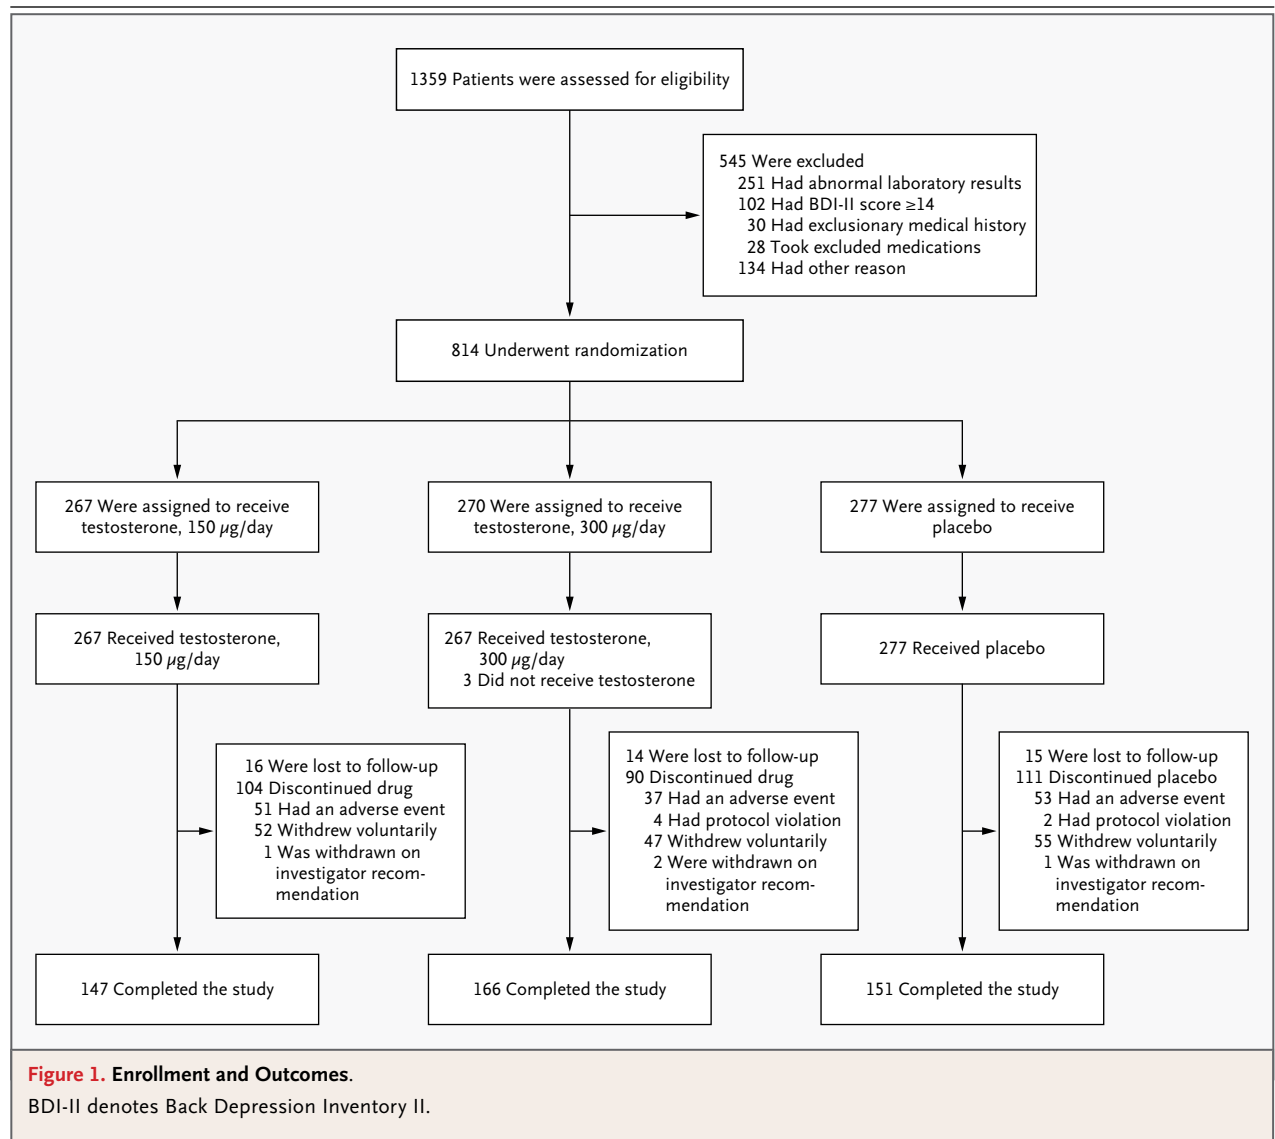 1359 Patients were assessed for eligibility
545 Were excluded
251 Had abnormal laboratory results
102 Had BDI-II score ≥14
30 Had exclusionary medical history
28 Took excluded medications
134 Had other reason
814 Underwent randomization
267 Were assigned to receive
testosterone, 150 µg/day
270 Were assigned to receive
testosterone, 300 µg/day
277 Were assigned to receive
placebo
267 Received testosterone,
150 µg/day
267 Received testosterone,
300 µg/day
3 Did not receive testosterone
277 Received placebo
16 Were lost to follow-up
104 Discontinued drug
51 Had an adverse event
52 Withdrew voluntarily
1 Was withdrawn on
investigator recom-
mendation
14 Were lost to follow-up
90 Discontinued drug
37 Had an adverse event
4 Had protocol violation
47 Withdrew voluntarily
2 Were withdrawn on
investigator recom-
mendation
15 Were lost to follow-up
111 Discontinued placebo
53 Had an adverse event
2 Had protocol violation
55 Withdrew voluntarily
1 Was withdrawn on
investigator recom-
mendation
147 Completed the study
166 Completed the study
151 Completed the study
Figure 1. Enrollment and Outcomes.
BDI-II denotes Back Depression Inventory II.